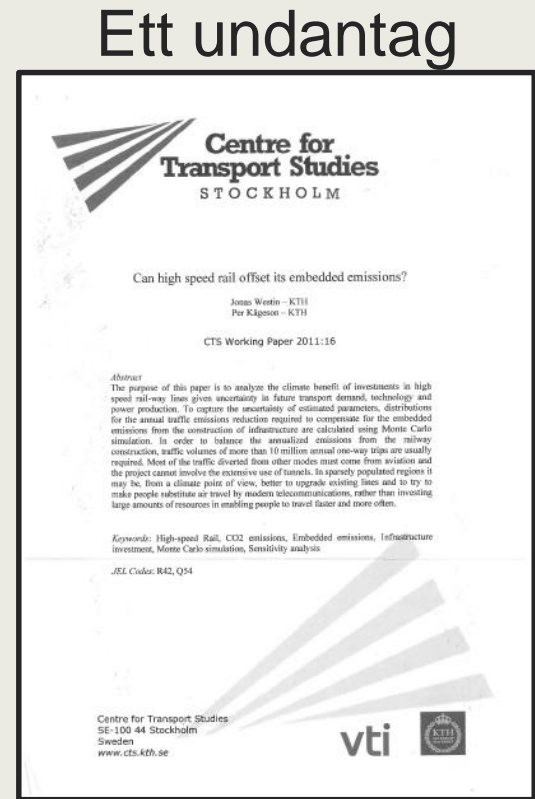 Ett undantag
Centre for
Transport Studies
STOCKHOLM
Can high speed rail offset its embedded emissions?
Jonas Westin – KTH
Per Kågeson – KTH
CTS Working Paper 2011:16
Abstract
The purpose of this paper is to analyze the climate benefit of investments in high
speed rail-way lines given uncertainty in future transport demand, technology and
power production. To capture the uncertainty of estimated parameters, distributions
for the annual traffic emissions reduction required to compensate for the embedded
emissions from the construction of infrastructure are calculated using Monte Carlo
simulation. In order to balance the annualized emissions from the railway
construction, traffic volumes of more than 10 million annual one-way trips are usually
required. Most of the traffic diverted from other modes must come from aviation and
the project cannot involve the extensive use of tunnels. In sparsely populated regions it
may be, from a climate point of view, better to upgrade existing lines and to try to
make people substitute air travel by modern telecommunications, rather than investing
large amounts of resources in enabling people to travel faster and more often.
Keywords: High-speed Rail, CO2 emissions, Embedded emissions, Infrastructure
investment, Monte Carlo simulation, Sensitivity analysis
JEL Codes: R42, Q54
Centre for Transport Studies
SE-100 44 Stockholm
Sweden
www.cts.kth.se
vti
KTH